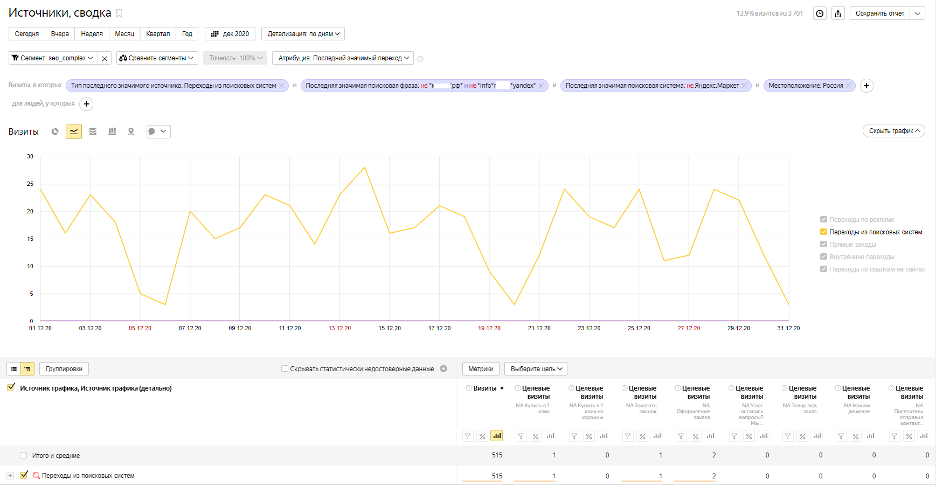 Источники, сводка
13,9% визитов из 3 701
Сохранить отчет
Сегодня Вчера Неделя Месяц Квартал Год дек 2020 Детализация: по дням
Сегмент: seo_complex Сравнить сегменты Точность: 100% Атрибуция: Последний значимый переход
Визиты, в которых Тип последнего значимого источника: Переходы из поисковых систем и Последняя значимая поисковая фраза: не "к рф" и не "info" "yandex" и Последняя значимая поисковая система: не Яндекс.Маркет и Местоположение: Россия
для людей, у которых
Визиты
Скрыть график
30
25
20
15
10
5
0
Переходы по рекламе
Переходы из поисковых систем
Прямые заходы
Внутренние переходы
Переходы по ссылкам на сайтах
01.12.20 03.12.20 05.12.20 07.12.20 09.12.20 11.12.20 13.12.20 15.12.20 17.12.20 19.12.20 21.12.20 23.12.20 25.12.20 27.12.20 29.12.20 31.12.20
Группировки
Скрывать статистически недостоверные данные
Метрики Выберите цель
Источник трафика, Источник трафика (детально)
Визиты
Целевые визиты
NA Купить в 1 клик
Целевые визиты
NA Купить в 1 клик из корзины
Целевые визиты
NA Заказать звонок
Целевые визиты
NA Оформление заказа
Целевые визиты
NA У вас остались вопросы? Мы...
Целевые визиты
NA Товар под заказ
Целевые визиты
NA Нашли дешевле
Целевые визиты
NA Посетитель отправил контакт...
Итого и средние 515 1 0 1 2 0 0 0 0
Переходы из поисковых систем 515 1 0 1 2 0 0 0 0